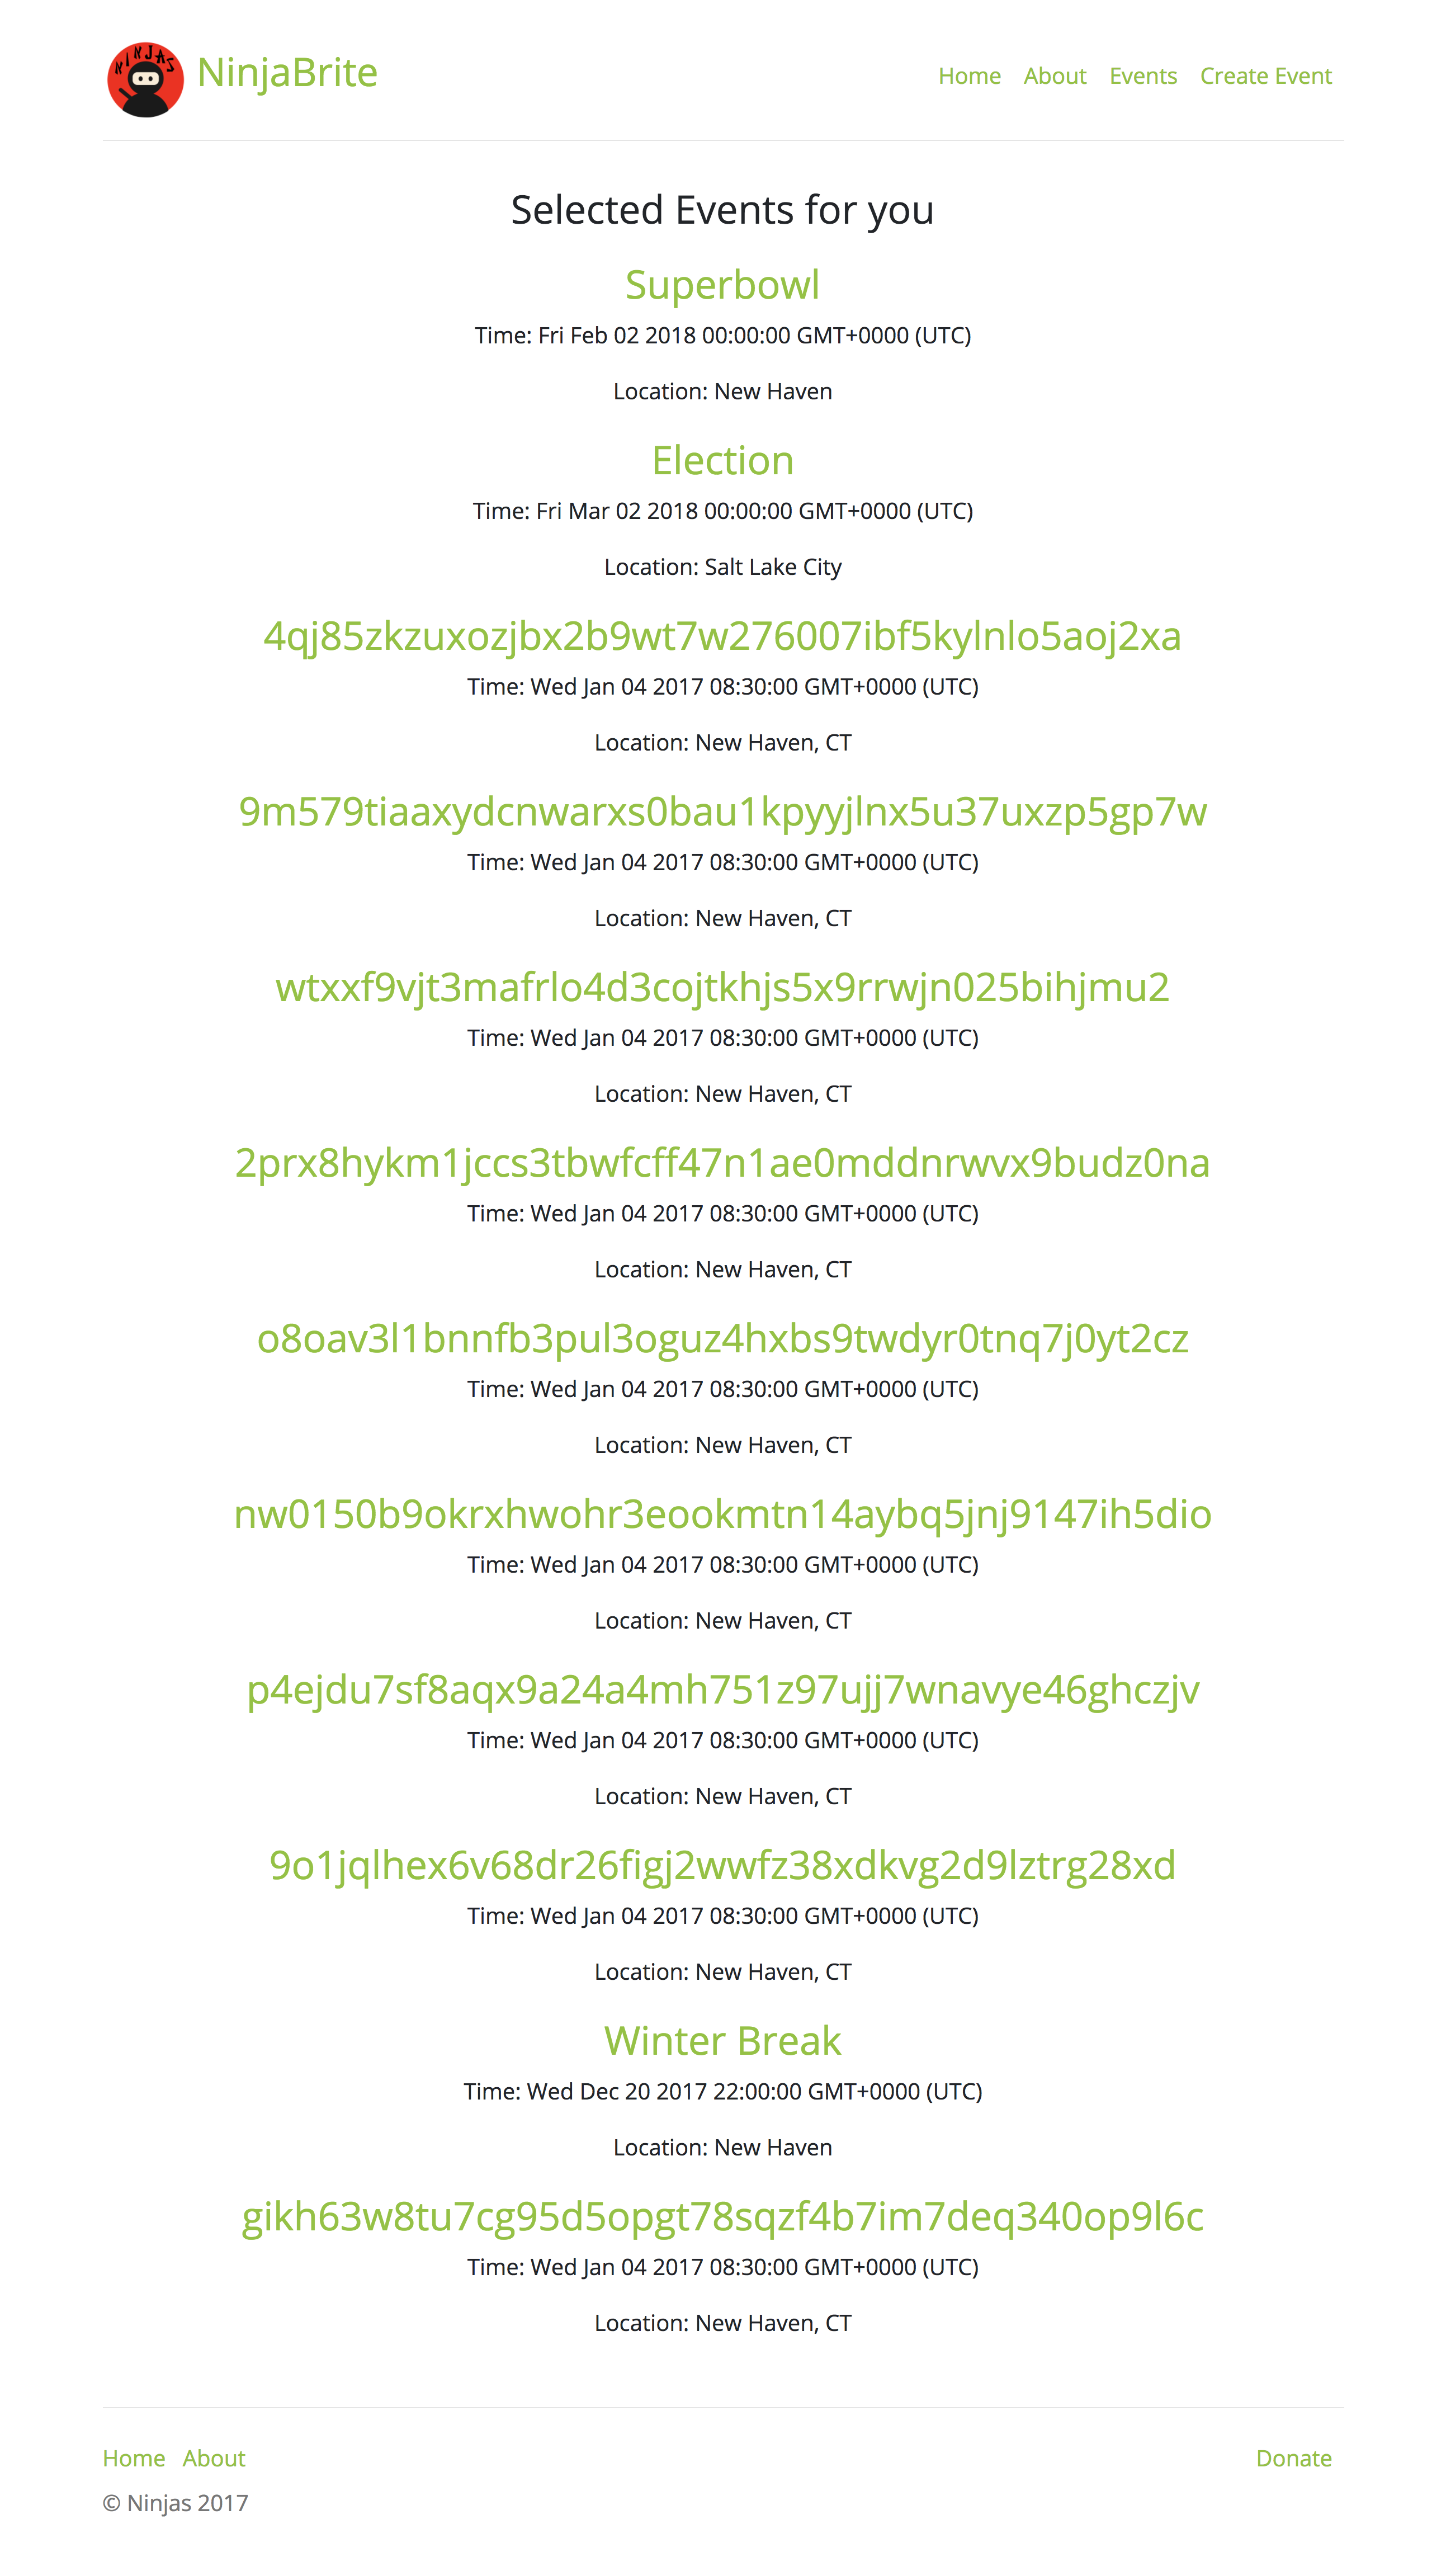 NINJAS
NinjaBrite
Home About Events Create Event
Selected Events for you
Superbowl
Time: Fri Feb 02 2018 00:00:00 GMT+0000 (UTC)
Location: New Haven
Election
Time: Fri Mar 02 2018 00:00:00 GMT+0000 (UTC)
Location: Salt Lake City
4qj85zkzuxozjbx2b9wt7w276007ibf5kylnlo5aoj2xa
Time: Wed Jan 04 2017 08:30:00 GMT+0000 (UTC)
Location: New Haven, CT
9m579tiaaxydcnwarxs0bau1kpyyjlnx5u37uxzp5gp7w
Time: Wed Jan 04 2017 08:30:00 GMT+0000 (UTC)
Location: New Haven, CT
wtxxf9vjt3mafrlo4d3cojtkhjs5x9rrwjn025bihjmu2
Time: Wed Jan 04 2017 08:30:00 GMT+0000 (UTC)
Location: New Haven, CT
2prx8hykm1jccs3tbwfcff47n1ae0mddnrwvx9budz0na
Time: Wed Jan 04 2017 08:30:00 GMT+0000 (UTC)
Location: New Haven, CT
o8oav3l1bnnfb3pul3oguz4hxbs9twdyr0tnq7j0yt2cz
Time: Wed Jan 04 2017 08:30:00 GMT+0000 (UTC)
Location: New Haven, CT
nw0150b9okrxhwohr3eookmtn14aybq5jnj9147ih5dio
Time: Wed Jan 04 2017 08:30:00 GMT+0000 (UTC)
Location: New Haven, CT
p4ejdu7sf8aqx9a24a4mh751z97ujj7wnavye46ghczjv
Time: Wed Jan 04 2017 08:30:00 GMT+0000 (UTC)
Location: New Haven, CT
9o1jqlhex6v68dr26figj2wwfz38xdkvg2d9lztrg28xd
Time: Wed Jan 04 2017 08:30:00 GMT+0000 (UTC)
Location: New Haven, CT
Winter Break
Time: Wed Dec 20 2017 22:00:00 GMT+0000 (UTC)
Location: New Haven
gikh63w8tu7cg95d5opgt78sqzf4b7im7deq340op9l6c
Time: Wed Jan 04 2017 08:30:00 GMT+0000 (UTC)
Location: New Haven, CT
Home About Donate
© Ninjas 2017